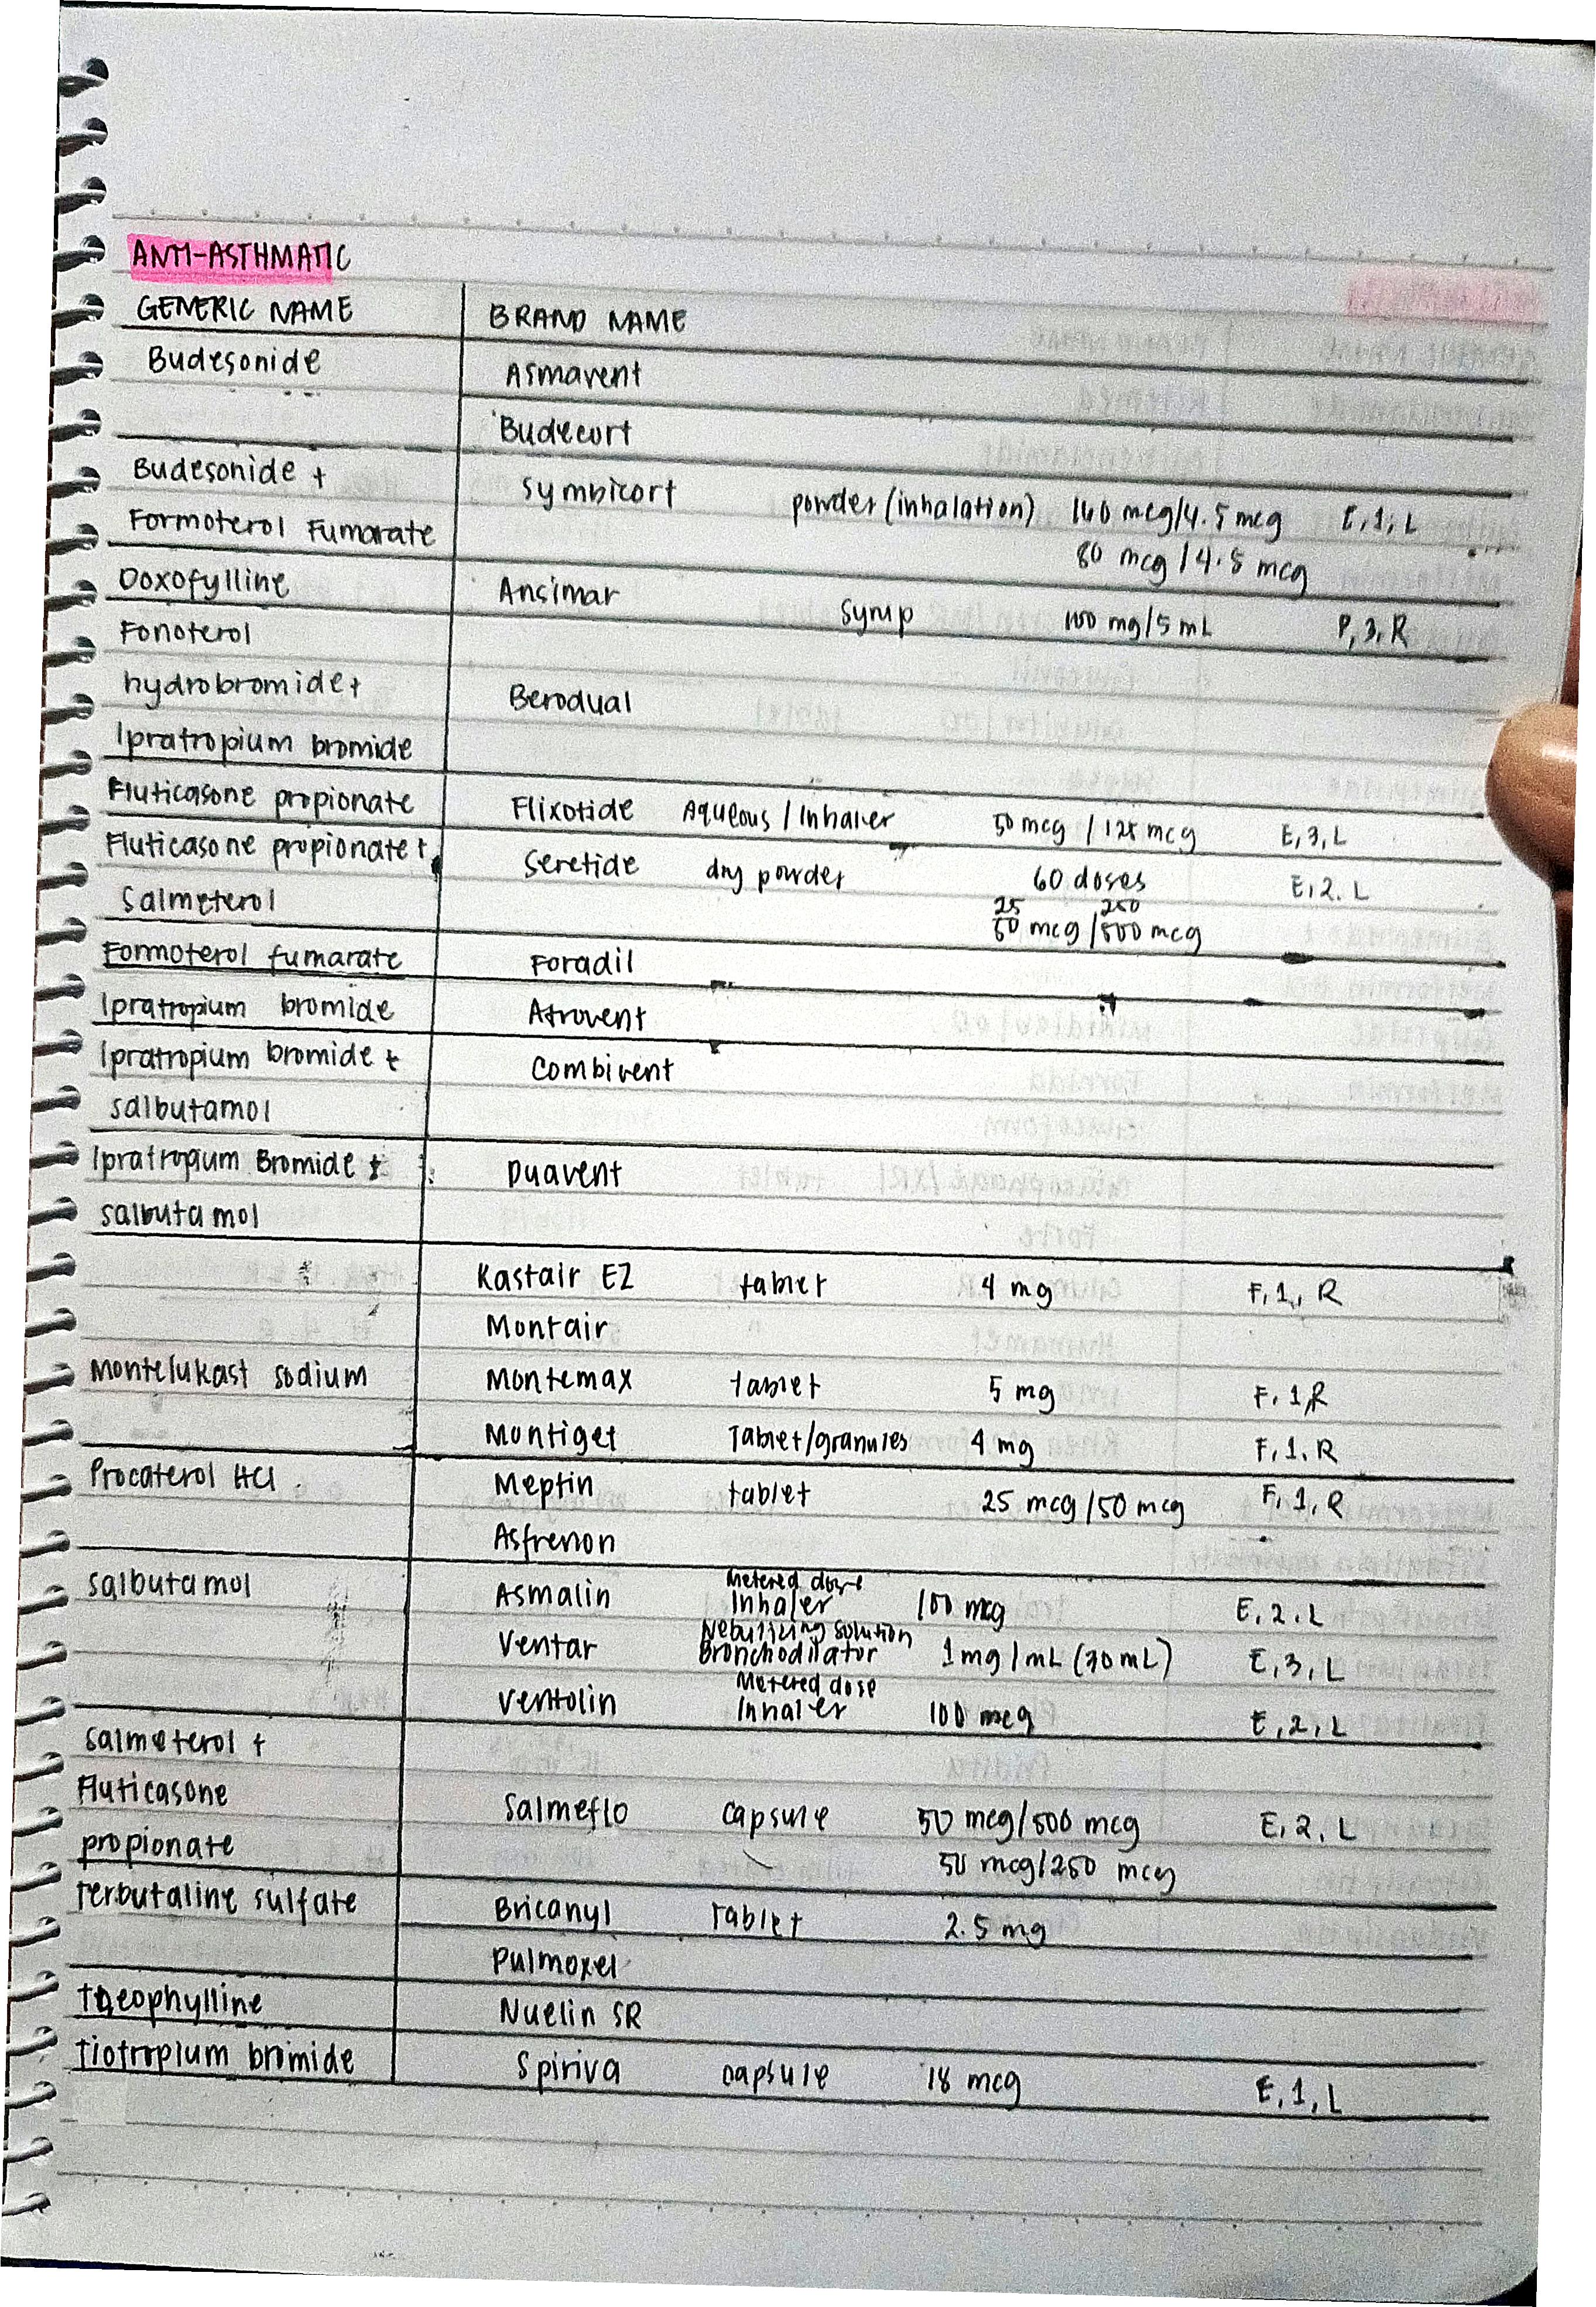 ANTI-ASTHMATIC
GENERIC NAME BRAND NAME
Budesonide Asmavent
Budecort
Budesonide + Symbicort powder (inhalation) 160 mcg/4.5 mcg E, 1, L
Formoterol Fumarate 80 mcg / 4.5 mcg
Doxofylline Ansimar syrup 100 mg/5 mL P, 3, R
Fonoterol
hydrobromide + Berodual
Ipratropium bromide
Fluticasone propionate Flixotide Aqueous / Inhaler 50 mcg / 125 mcg E, 3, L
Fluticasone propionate + Seretide dry powder 60 doses E, 2. L
Salmeterol 25 250
50 mcg /500 mcg
Formoterol fumarate Foradil
Ipratropium bromide Atrovent
Ipratropium bromide + Combivent
salbutamol
Ipratropium Bromide + Duavent
salbutamol
Kastair EZ tablet 4 mg F, 1, R
Montair
Montelukast sodium Montemax tablet 5 mg F, 1, R
Montiget Tablet/granules 4 mg F, 1, R
Procaterol HCl Meptin tablet 25 mcg /50 mcg F, 1, R
Asfrenon
salbutamol Asmalin Metered dose Inhaler 100 mcg E, 2, L
Ventar Nebulizing solution Bronchodilator 1 mg / mL (30 mL) E, 3, L
ventolin Metered dose Inhaler 100 mcg E, 2, L
salmeterol +
Fluticasone Salmeflo capsule 50 mcg/500 mcg E, 2, L
propionate 50 mcg/250 mcg
Terbutaline sulfate Bricanyl Tablet 2.5 mg
Pulmoxel
Theophylline Nuelin SR
tiotropium bromide Spiriva capsule 18 mcg E, 1, L